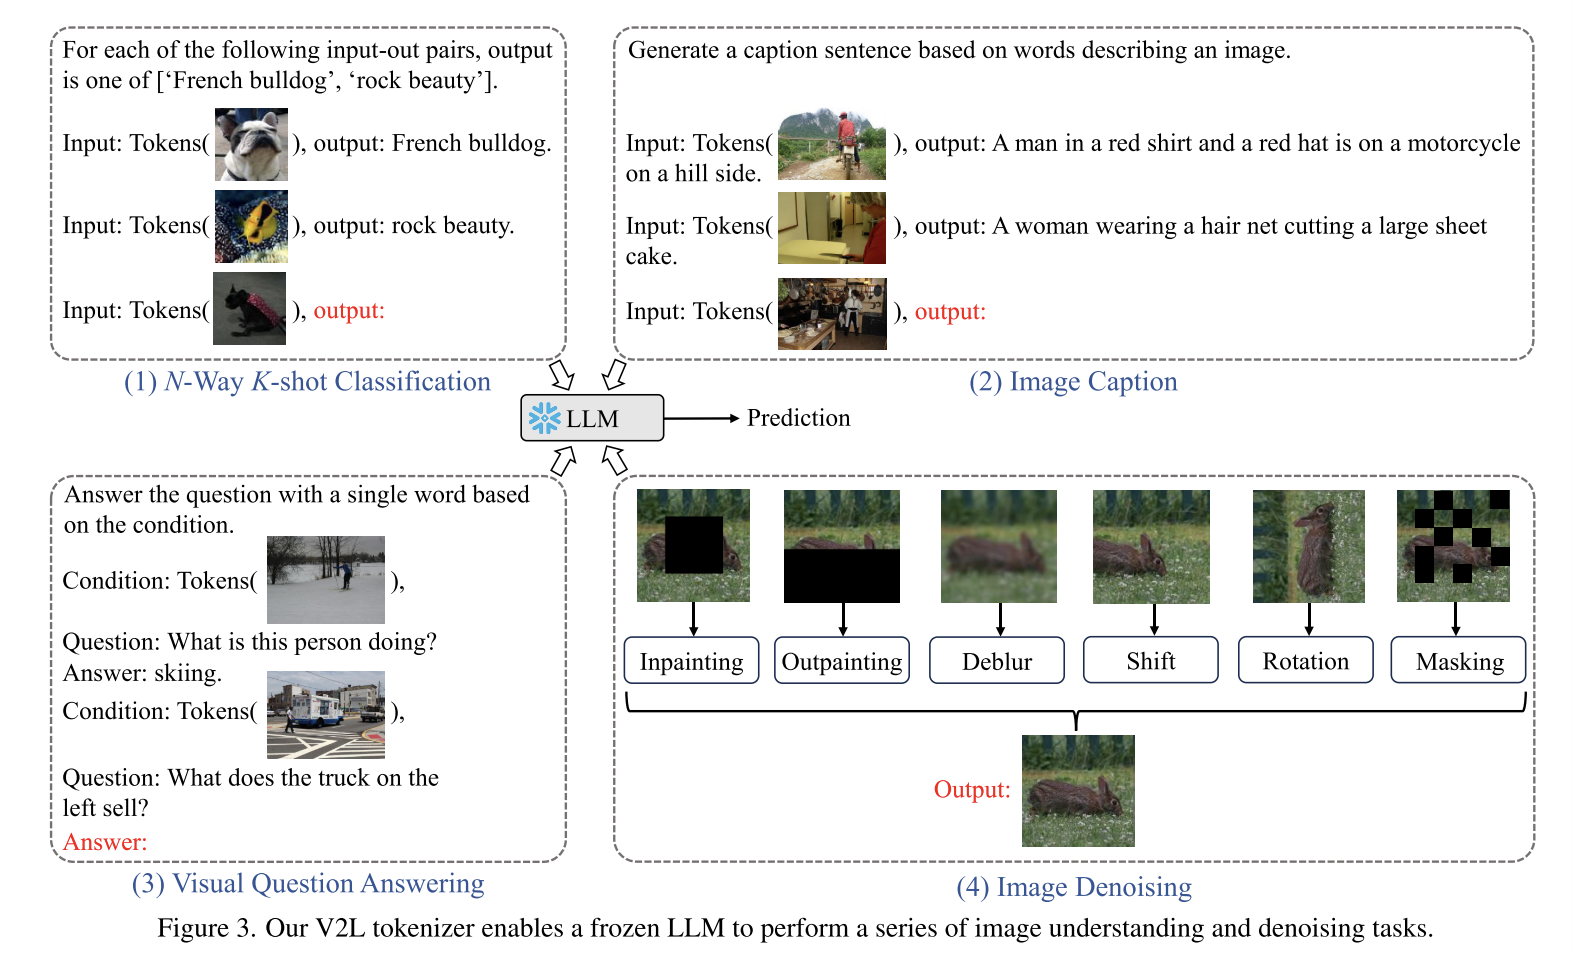 For each of the following input-out pairs, output
is one of [‘French bulldog’, ‘rock beauty’].
Input: Tokens( ), output: French bulldog.
Input: Tokens( ), output: rock beauty.
Input: Tokens( ), output:
(1) N-Way K-shot Classification
Generate a caption sentence based on words describing an image.
Input: Tokens( ), output: A man in a red shirt and a red hat is on a motorcycle
on a hill side.
Input: Tokens( ), output: A woman wearing a hair net cutting a large sheet
cake.
Input: Tokens( ), output:
(2) Image Caption
LLM
Prediction
Answer the question with a single word based
on the condition.
Condition: Tokens( ),
Question: What is this person doing?
Answer: skiing.
Condition: Tokens( ),
Question: What does the truck on the
left sell?
Answer:
(3) Visual Question Answering
Inpainting
Outpainting
Deblur
Shift
Rotation
Masking
Output:
(4) Image Denoising
Figure 3. Our V2L tokenizer enables a frozen LLM to perform a series of image understanding and denoising tasks.